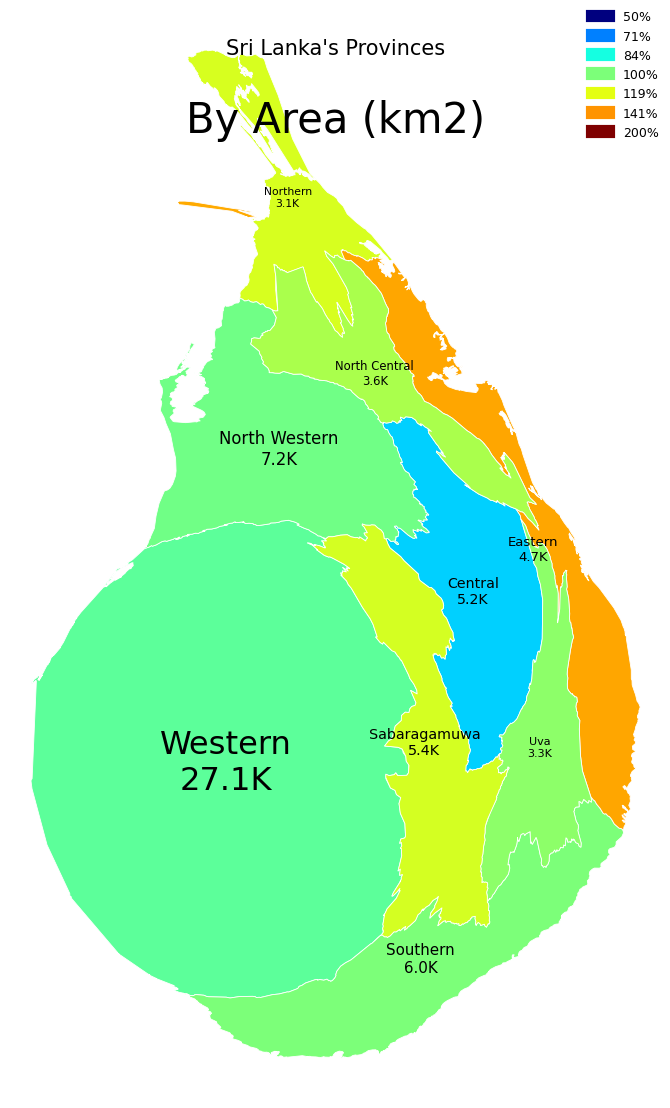 Sri Lanka's Provinces
By Area (km2)
50%
71%
84%
100%
119%
141%
200%
Northern
3.1K
North Central
3.6K
North Western
7.2K
Eastern
4.7K
Central
5.2K
Western
27.1K
Sabaragamuwa
5.4K
Uva
3.3K
Southern
6.0K